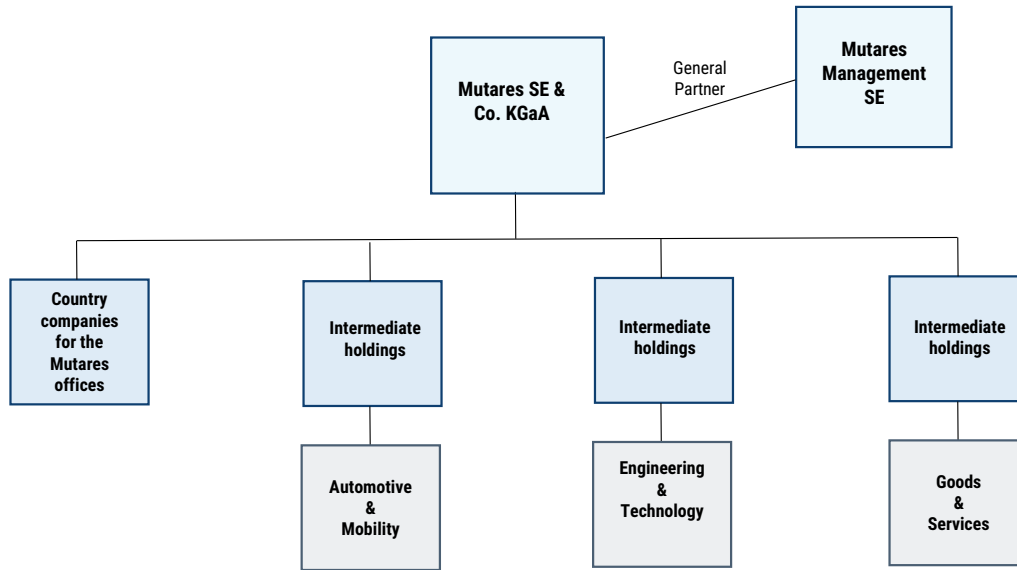 Mutares SE &
Co. KGaA
General
Partner
Mutares
Management
SE
Country
companies
for the
Mutares
offices
Intermediate
holdings
Intermediate
holdings
Intermediate
holdings
Automotive
&
Mobility
Engineering
&
Technology
Goods
&
Services